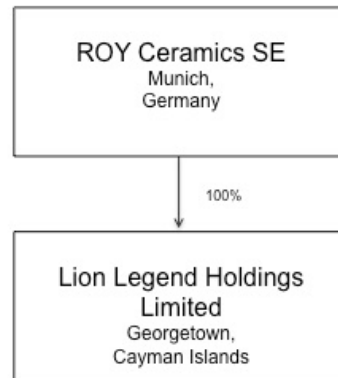 ROY Ceramics SE
Munich,
Germany
100%
Lion Legend Holdings
Limited
Georgetown,
Cayman Islands